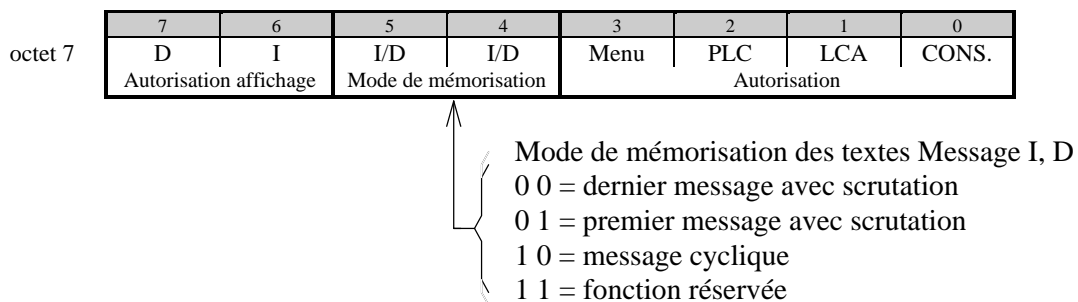 7 6 5 4 3 2 1 0
octet 7 D I I/D I/D Menu PLC LCA CONS.
Autorisation affichage Mode de mémorisation Autorisation
Mode de mémorisation des textes Message I, D
0 0 = dernier message avec scrutation
0 1 = premier message avec scrutation
1 0 = message cyclique
1 1 = fonction réservée